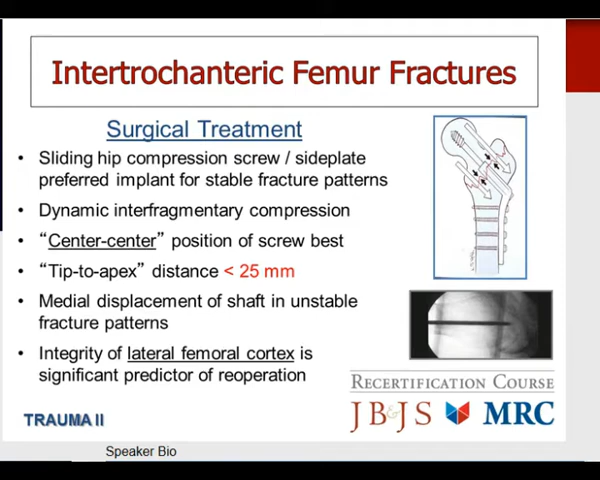 Intertrochanteric Femur Fractures
Surgical Treatment
• Sliding hip compression screw / sideplate
preferred implant for stable fracture patterns
• Dynamic interfragmentary compression
• “Center-center” position of screw best
• “Tip-to-apex” distance < 25 mm
• Medial displacement of shaft in unstable
fracture patterns
• Integrity of lateral femoral cortex is
significant predictor of reoperation
RECERTIFICATION COURSE
JB&JS MRC
TRAUMA II
Speaker Bio